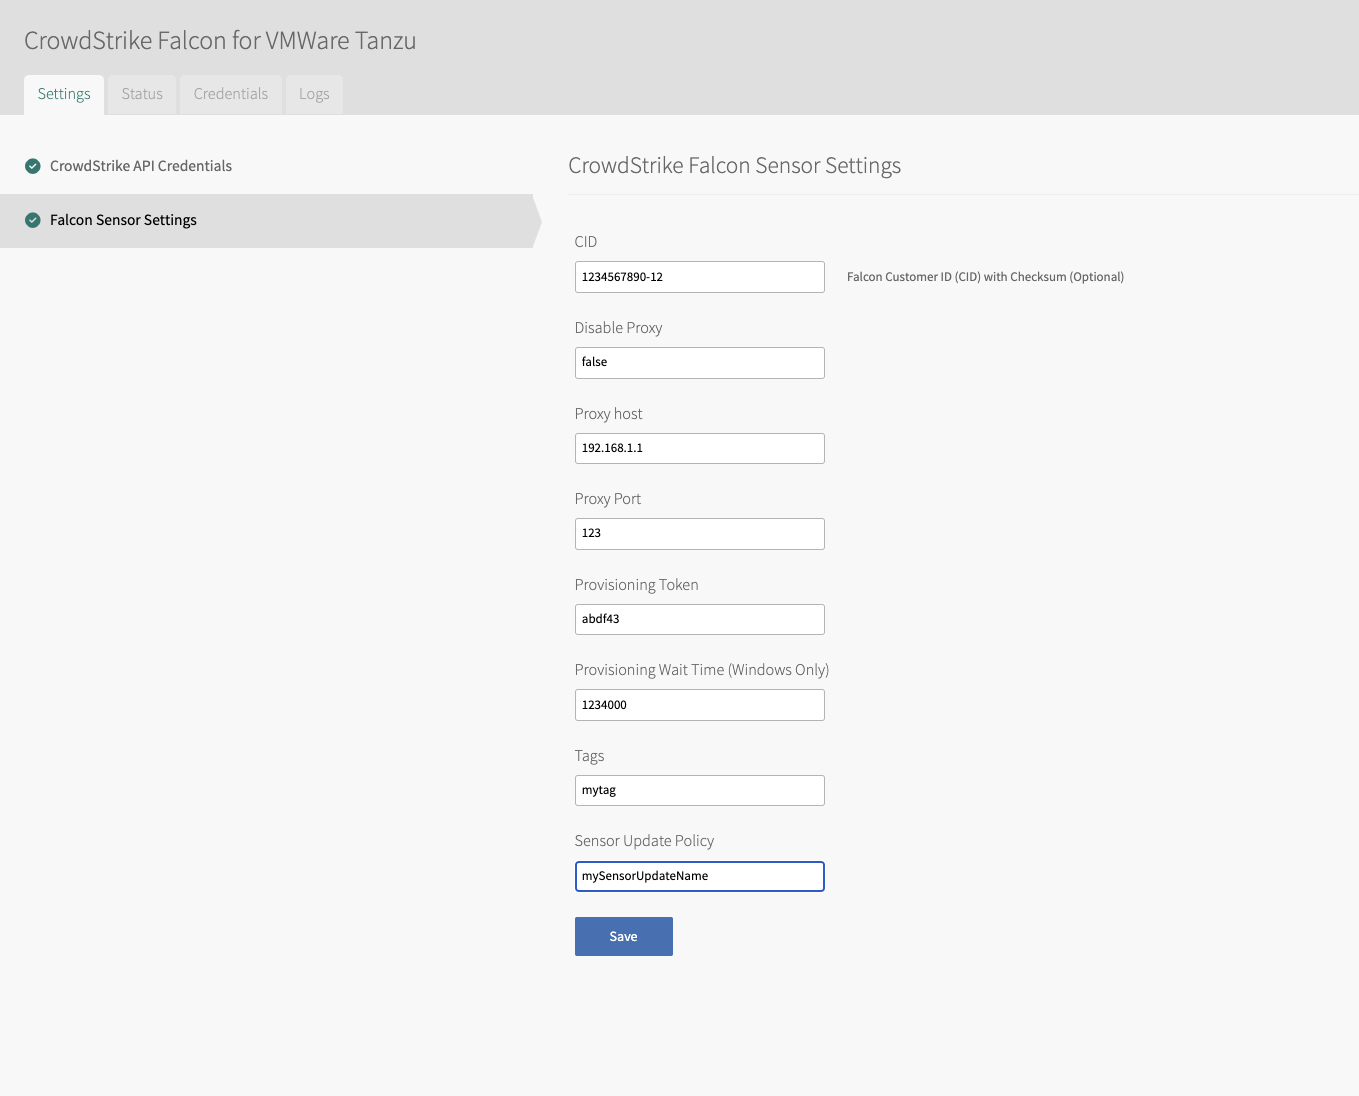 CrowdStrike Falcon for VMWare Tanzu
Settings Status Credentials Logs
CrowdStrike API Credentials
Falcon Sensor Settings
CrowdStrike Falcon Sensor Settings
CID
1234567890-12 Falcon Customer ID (CID) with Checksum (Optional)
Disable Proxy
false
Proxy host
192.168.1.1
Proxy Port
123
Provisioning Token
abdf43
Provisioning Wait Time (Windows Only)
1234000
Tags
mytag
Sensor Update Policy
mySensorUpdateName
Save